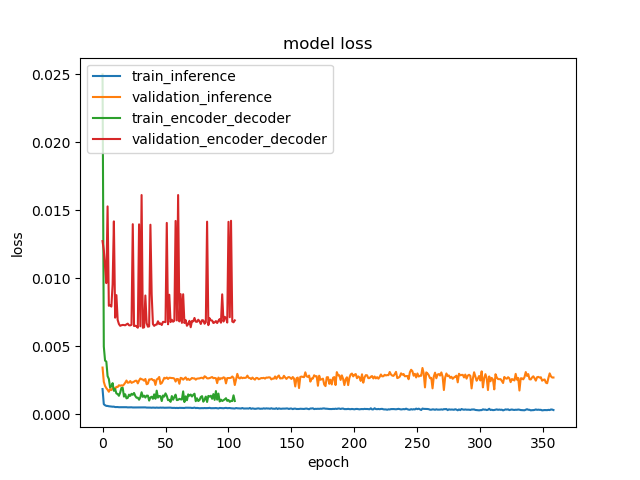 model loss
train_inference
validation_inference
train_encoder_decoder
validation_encoder_decoder
loss
0.025
0.020
0.015
0.010
0.005
0.000
0 50 100 150 200 250 300 350
epoch